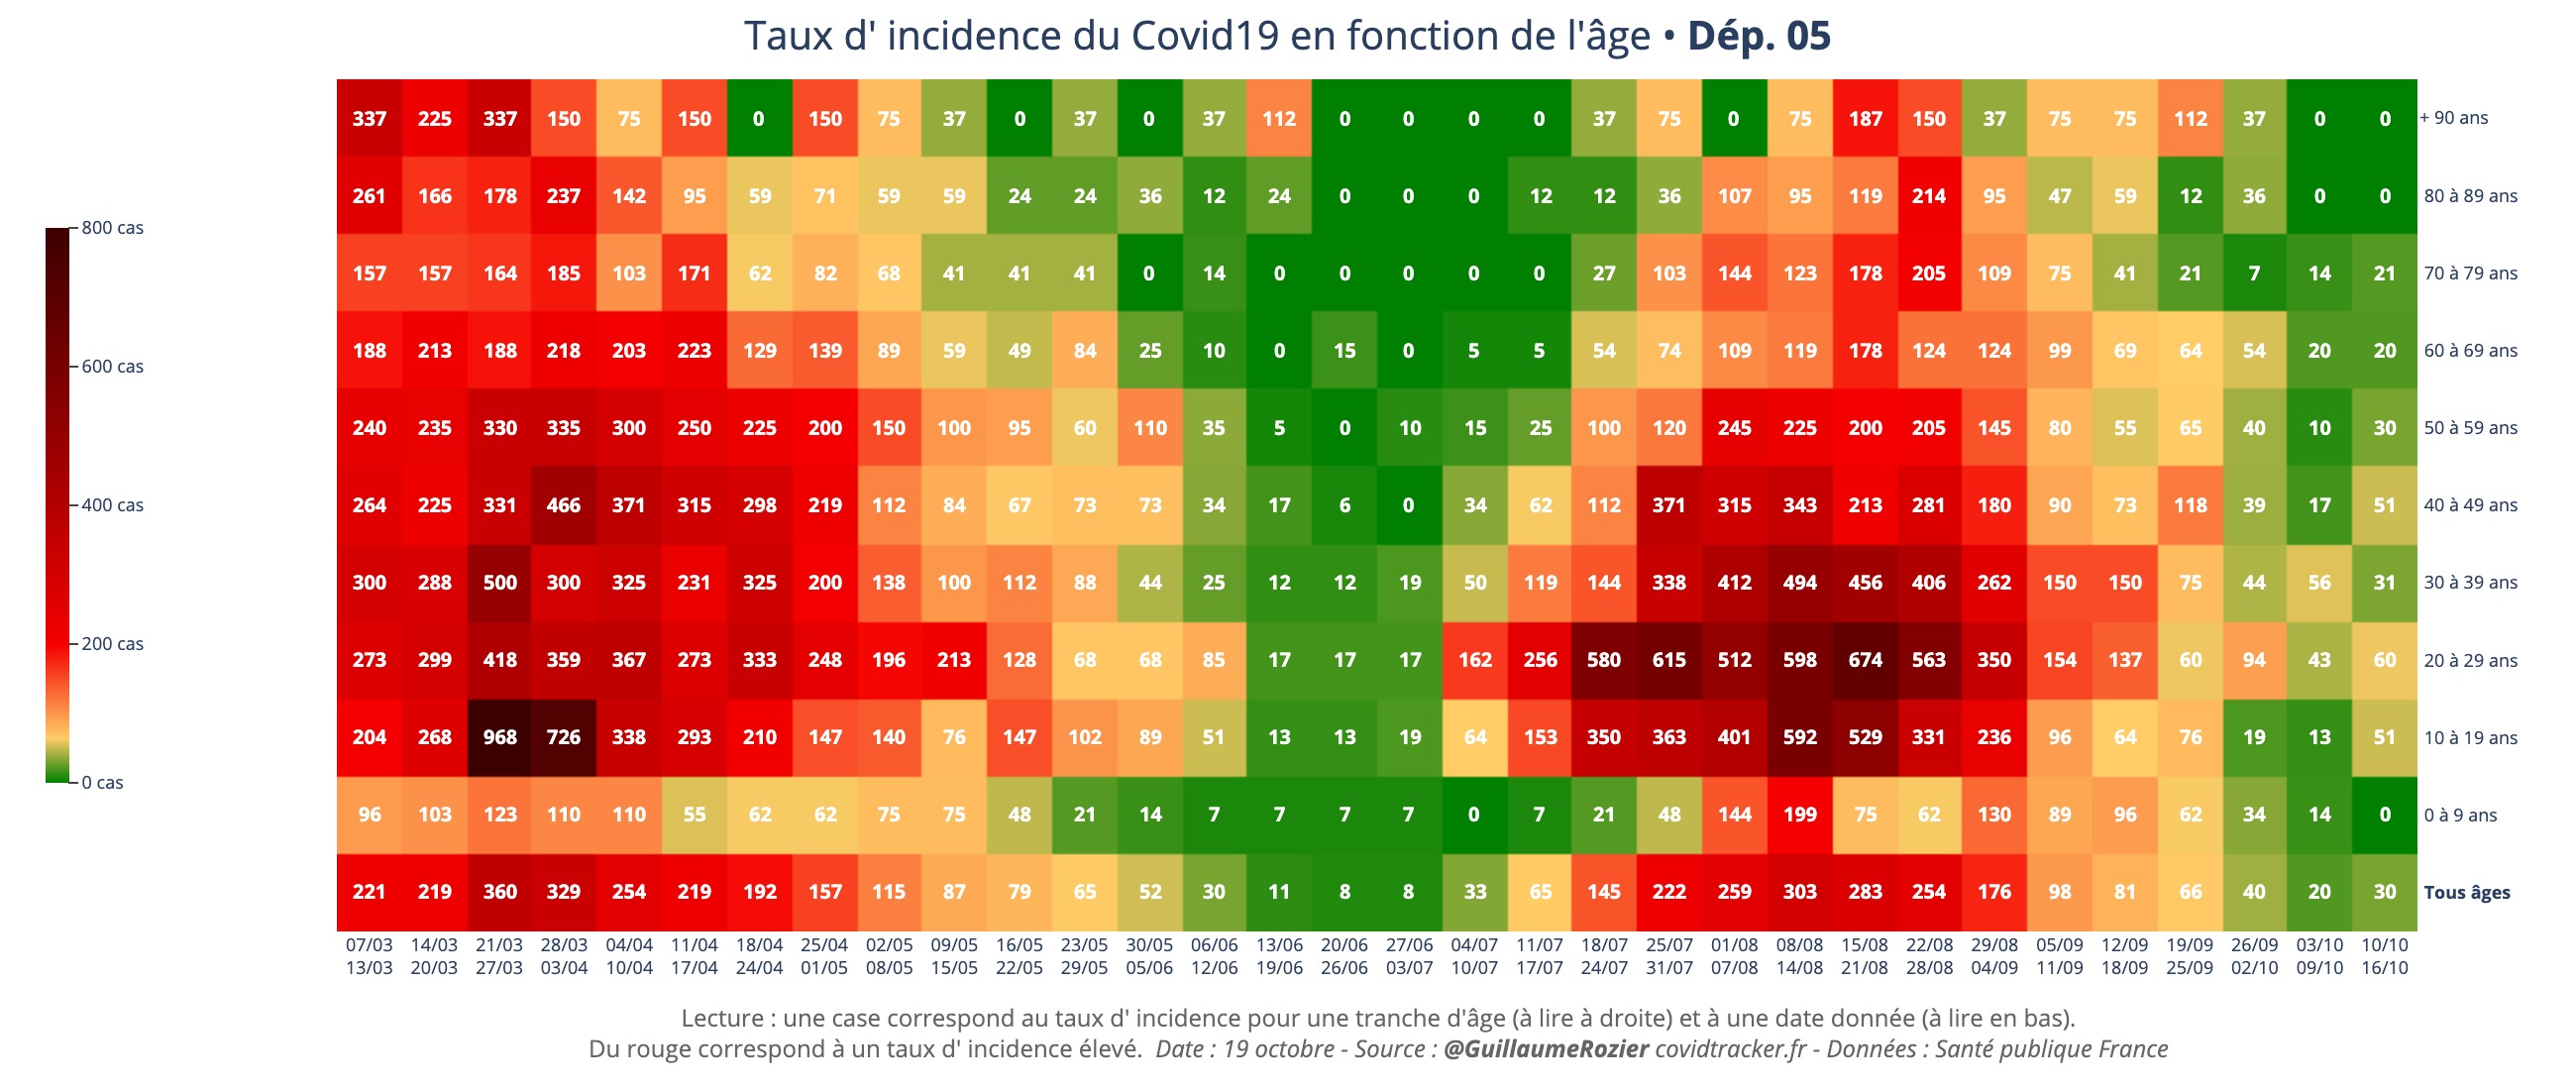 Taux d' incidence du Covid19 en fonction de l'âge • Dép. 05
800 cas
600 cas
400 cas
200 cas
0 cas
337 225 337 150 75 150 0 150 75 37 0 37 0 37 112 0 0 0 0 37 75 0 75 187 150 37 75 75 112 37 0 0 + 90 ans
261 166 178 237 142 95 59 71 59 59 24 24 36 12 24 0 0 0 12 12 36 107 95 119 214 95 47 59 12 36 0 0 80 à 89 ans
157 157 164 185 103 171 62 82 68 41 41 41 0 14 0 0 0 0 0 27 103 144 123 178 205 109 75 41 21 7 14 21 70 à 79 ans
188 213 188 218 203 223 129 139 89 59 49 84 25 10 0 15 0 5 5 54 74 109 119 178 124 124 99 69 64 54 20 20 60 à 69 ans
240 235 330 335 300 250 225 200 150 100 95 60 110 35 5 0 10 15 25 100 120 245 225 200 205 145 80 55 65 40 10 30 50 à 59 ans
264 225 331 466 371 315 298 219 112 84 67 73 73 34 17 6 0 34 62 112 371 315 343 213 281 180 90 73 118 39 17 51 40 à 49 ans
300 288 500 300 325 231 325 200 138 100 112 88 44 25 12 12 19 50 119 144 338 412 494 456 406 262 150 150 75 44 56 31 30 à 39 ans
273 299 418 359 367 273 333 248 196 213 128 68 68 85 17 17 17 162 256 580 615 512 598 674 563 350 154 137 60 94 43 60 20 à 29 ans
204 268 968 726 338 293 210 147 140 76 147 102 89 51 13 13 19 64 153 350 363 401 592 529 331 236 96 64 76 19 13 51 10 à 19 ans
96 103 123 110 110 55 62 62 75 75 48 21 14 7 7 7 7 0 7 21 48 144 199 75 62 130 89 96 62 34 14 0 0 à 9 ans
221 219 360 329 254 219 192 157 115 87 79 65 52 30 11 8 8 33 65 145 222 259 303 283 254 176 98 81 66 40 20 30 Tous âges
07/03 14/03 21/03 28/03 04/04 11/04 18/04 25/04 02/05 09/05 16/05 23/05 30/05 06/06 13/06 20/06 27/06 04/07 11/07 18/07 25/07 01/08 08/08 15/08 22/08 29/08 05/09 12/09 19/09 26/09 03/10 10/10
13/03 20/03 27/03 03/04 10/04 17/04 24/04 01/05 08/05 15/05 22/05 29/05 05/06 12/06 19/06 26/06 03/07 10/07 17/07 24/07 31/07 07/08 14/08 21/08 28/08 04/09 11/09 18/09 25/09 02/10 09/10 16/10
Lecture : une case correspond au taux d' incidence pour une tranche d'âge (à lire à droite) et à une date donnée (à lire en bas).
Du rouge correspond à un taux d' incidence élevé. Date : 19 octobre - Source : @GuillaumeRozier covidtracker.fr - Données : Santé publique France